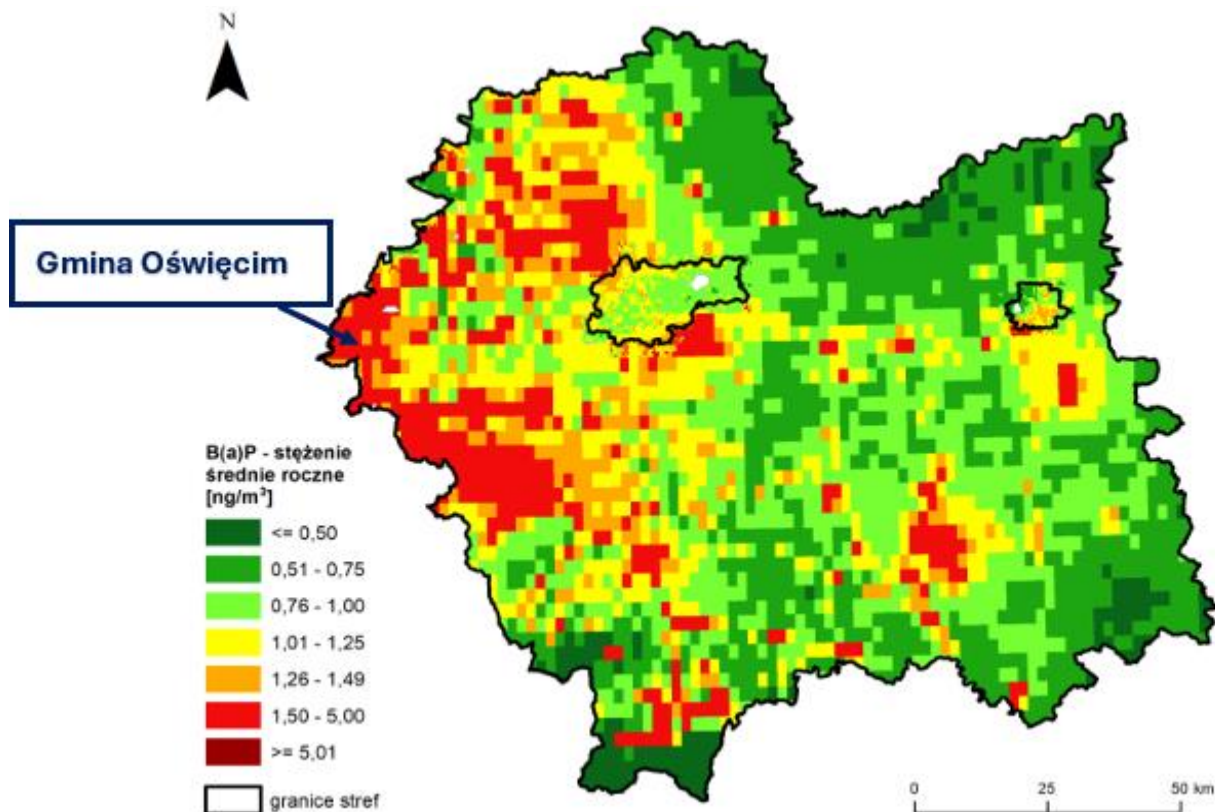 N
Gmina Oświęcim
B(a)P - stężenie
średnie roczne
[ng/m³]
<= 0,50
0,51 - 0,75
0,76 - 1,00
1,01 - 1,25
1,26 - 1,49
1,50 - 5,00
>= 5,01
granice stref
0 25 50 km